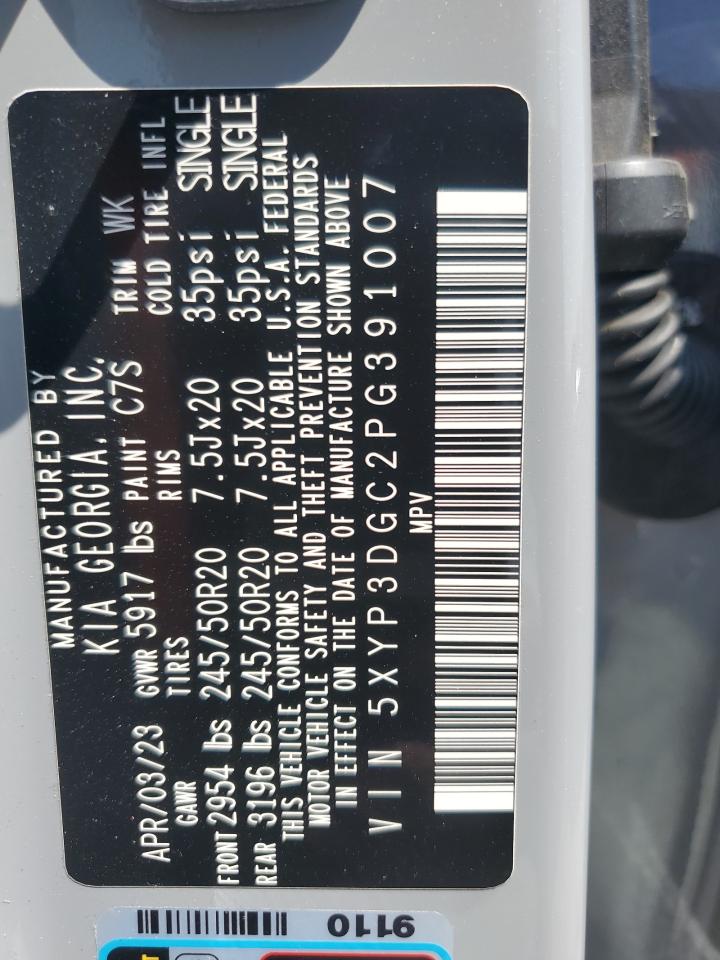 MANUFACTURED BY
KIA GEORGIA, INC.
APR/03/23 GVWR 5917 lbs PAINT C7S TRIM WK
GAWR TIRES RIMS COLD TIRE INFL
FRONT 2954 lbs 245/50R20 7.5Jx20 35psi SINGLE
REAR 3196 lbs 245/50R20 7.5Jx20 35psi SINGLE
THIS VEHICLE CONFORMS TO ALL APPLICABLE U.S.A. FEDERAL
MOTOR VEHICLE SAFETY AND THEFT PREVENTION STANDARDS
IN EFFECT ON THE DATE OF MANUFACTURE SHOWN ABOVE
VIN 5XYP3DGC2PG391007
MPV
9110